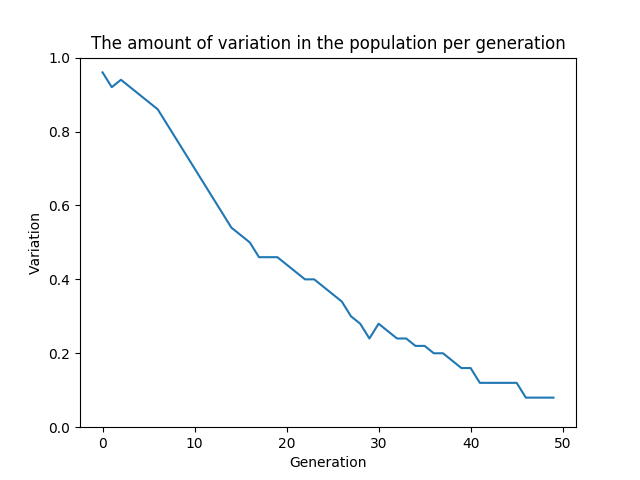 The amount of variation in the population per generation
1.0
0.8
0.6
0.4
0.2
0.0
Variation
0 10 20 30 40 50
Generation